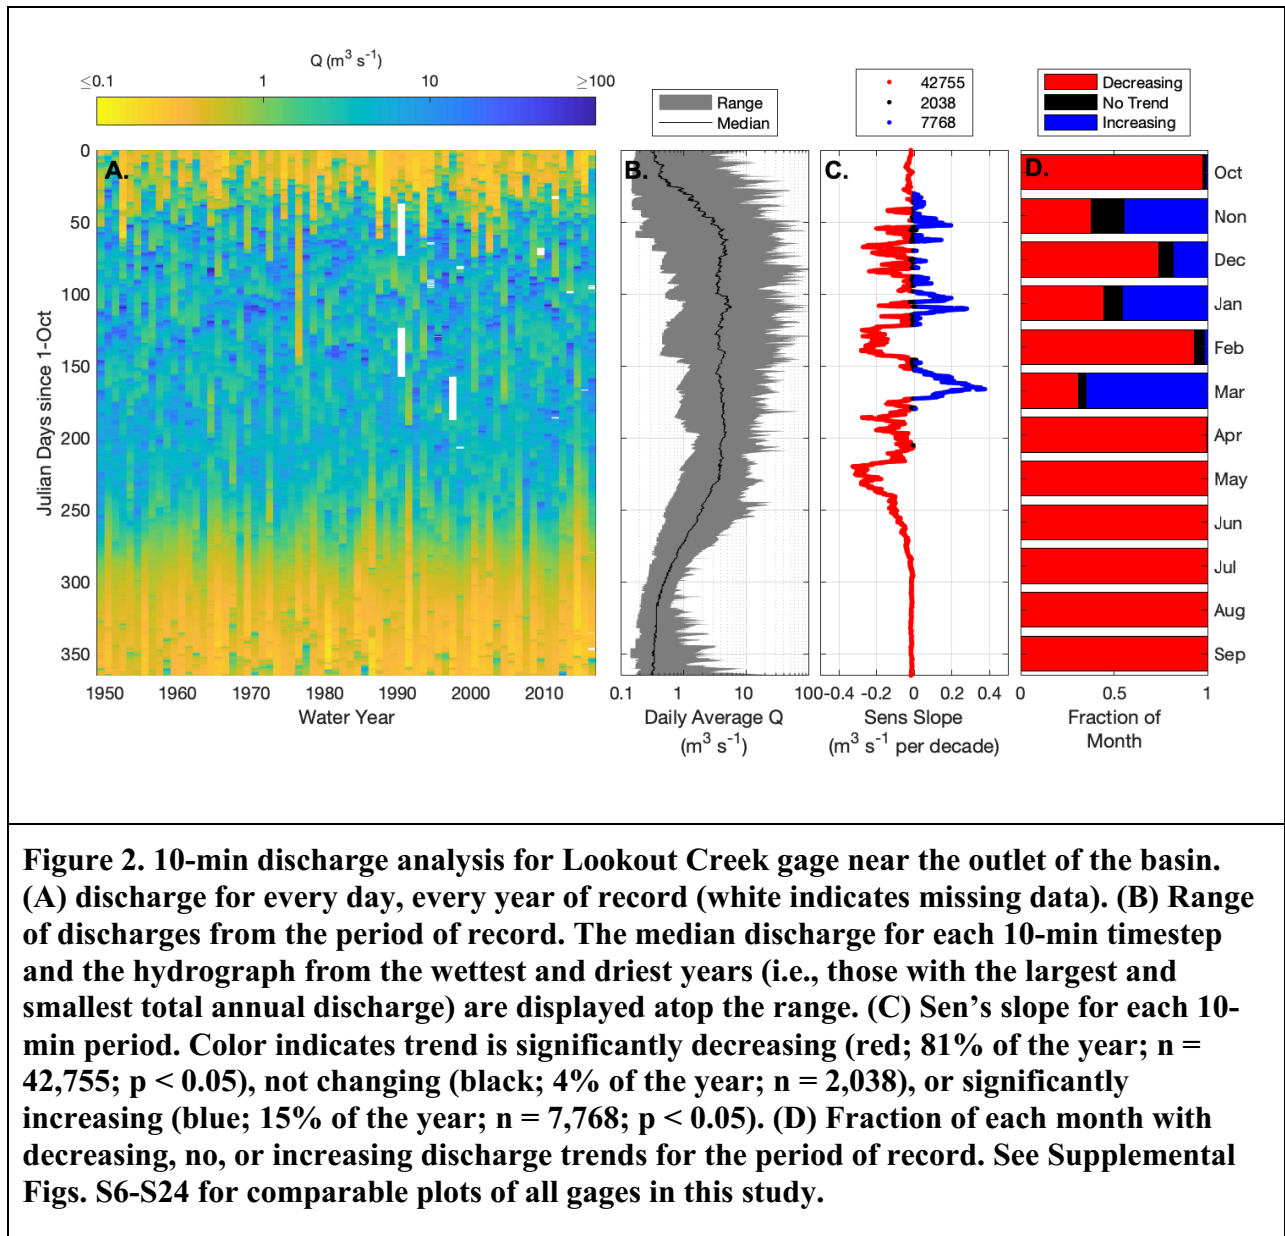 Q (m³ s⁻¹)
≤0.1 1 10 ≥100
Range
Median
42755
2038
7768
Decreasing
No Trend
Increasing
A.
B.
C.
D.
Julian Days since 1-Oct
0
50
100
150
200
250
300
350
1950 1960 1970 1980 1990 2000 2010
Water Year
0.1 1 10 100
Daily Average Q
(m³ s⁻¹)
-0.4 -0.2 0 0.2 0.4
Sens Slope
(m³ s⁻¹ per decade)
Oct
Non
Dec
Jan
Feb
Mar
Apr
May
Jun
Jul
Aug
Sep
0 0.5 1
Fraction of
Month
Figure 2. 10-min discharge analysis for Lookout Creek gage near the outlet of the basin.
(A) discharge for every day, every year of record (white indicates missing data). (B) Range
of discharges from the period of record. The median discharge for each 10-min timestep
and the hydrograph from the wettest and driest years (i.e., those with the largest and
smallest total annual discharge) are displayed atop the range. (C) Sen’s slope for each 10-
min period. Color indicates trend is significantly decreasing (red; 81% of the year; n =
42,755; p < 0.05), not changing (black; 4% of the year; n = 2,038), or significantly
increasing (blue; 15% of the year; n = 7,768; p < 0.05). (D) Fraction of each month with
decreasing, no, or increasing discharge trends for the period of record. See Supplemental
Figs. S6-S24 for comparable plots of all gages in this study.